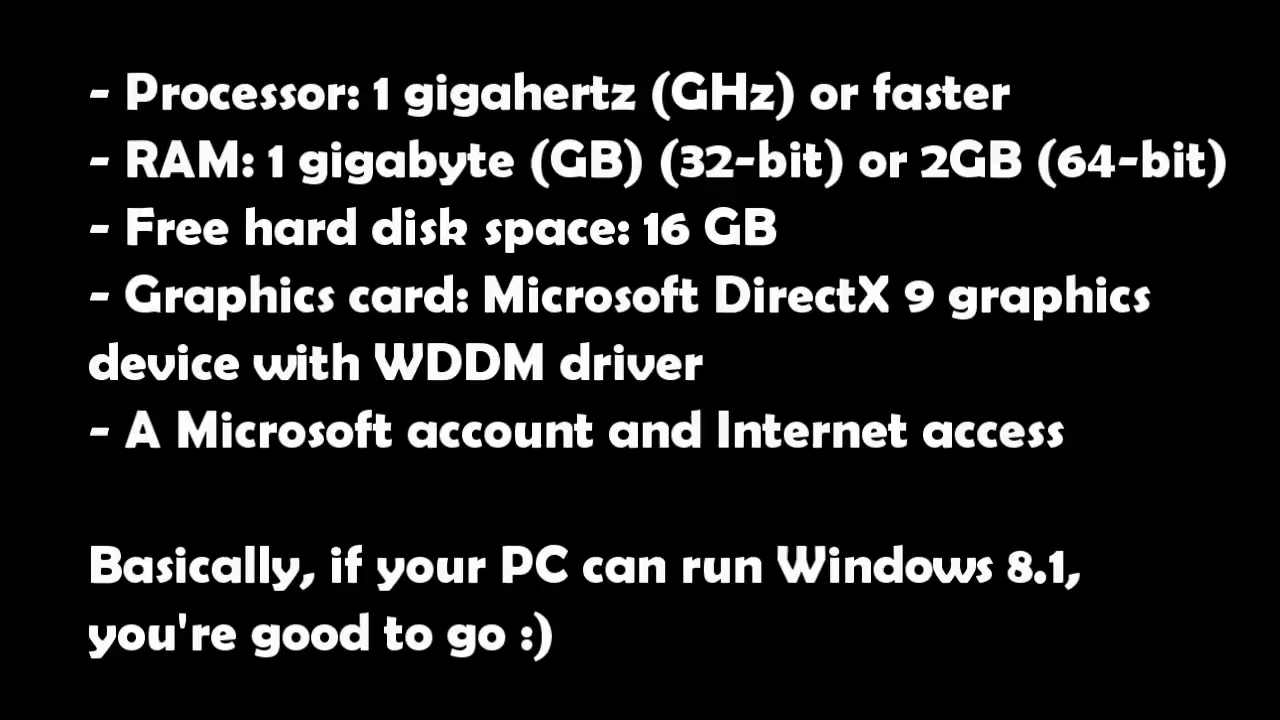 - Processor: 1 gigahertz (GHz) or faster
- RAM: 1 gigabyte (GB) (32-bit) or 2GB (64-bit)
- Free hard disk space: 16 GB
- Graphics card: Microsoft DirectX 9 graphics
device with WDDM driver
- A Microsoft account and Internet access
Basically, if your PC can run Windows 8.1,
you're good to go :)